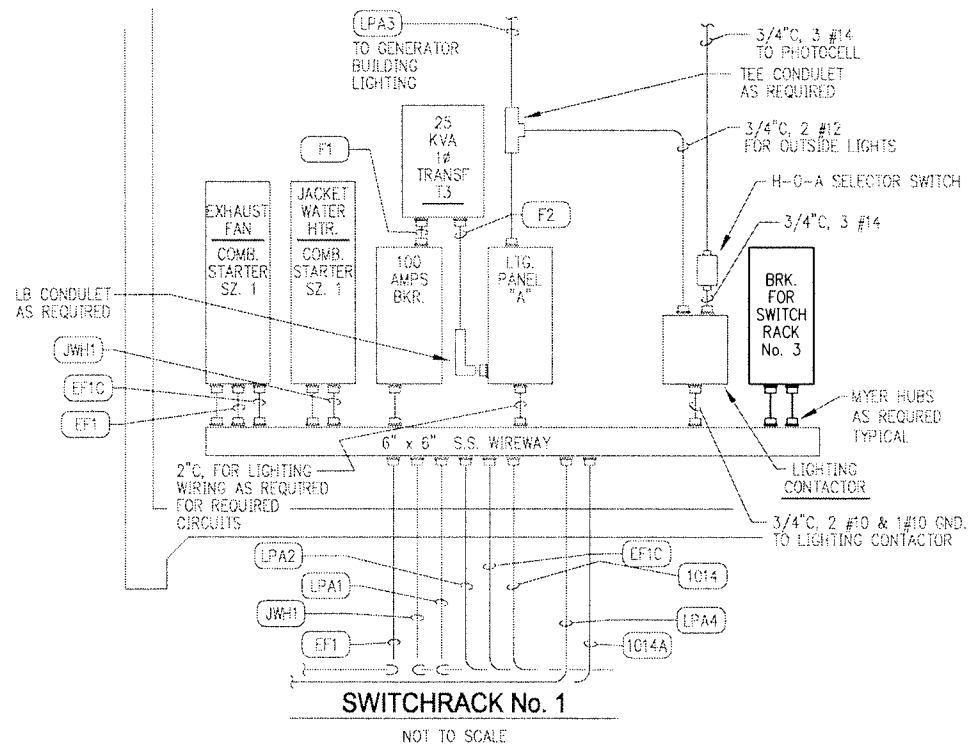 LPA3
TO GENERATOR
BUILDING
LIGHTING
3/4"C, 3 #14
TO PHOTOCELL
TEE CONDULET
AS REQUIRED
25
KVA
1Ø
TRANSF
T3
F1
3/4"C, 2 #12
FOR OUTSIDE LIGHTS
H-O-A SELECTOR SWITCH
EXHAUST
FAN
COMB.
STARTER
SZ. 1
JACKET
WATER
HTR.
COMB.
STARTER
SZ. 1
F2
3/4"C, 3 #14
100
AMPS
BKR.
LTG.
PANEL
"A"
BRK.
FOR
SWITCH
RACK
No. 3
LB CONDULET
AS REQUIRED
JWH1
EF1C
EF1
MYER HUBS
AS REQURED
TYPICAL
6" x 6" S.S. WIREWAY
2"C, FOR LIGHTING
WIRING AS REQUIRED
FOR REQUIRED
CIRCUITS
LIGHTING
CONTACTOR
3/4"C, 2 #10 & 1#10 GND.
TO LIGHTING CONTACTOR
LPA2
EF1C
LPA1
1014
JWH1
LPA4
EF1
1014A
SWITCHRACK No. 1
NOT TO SCALE